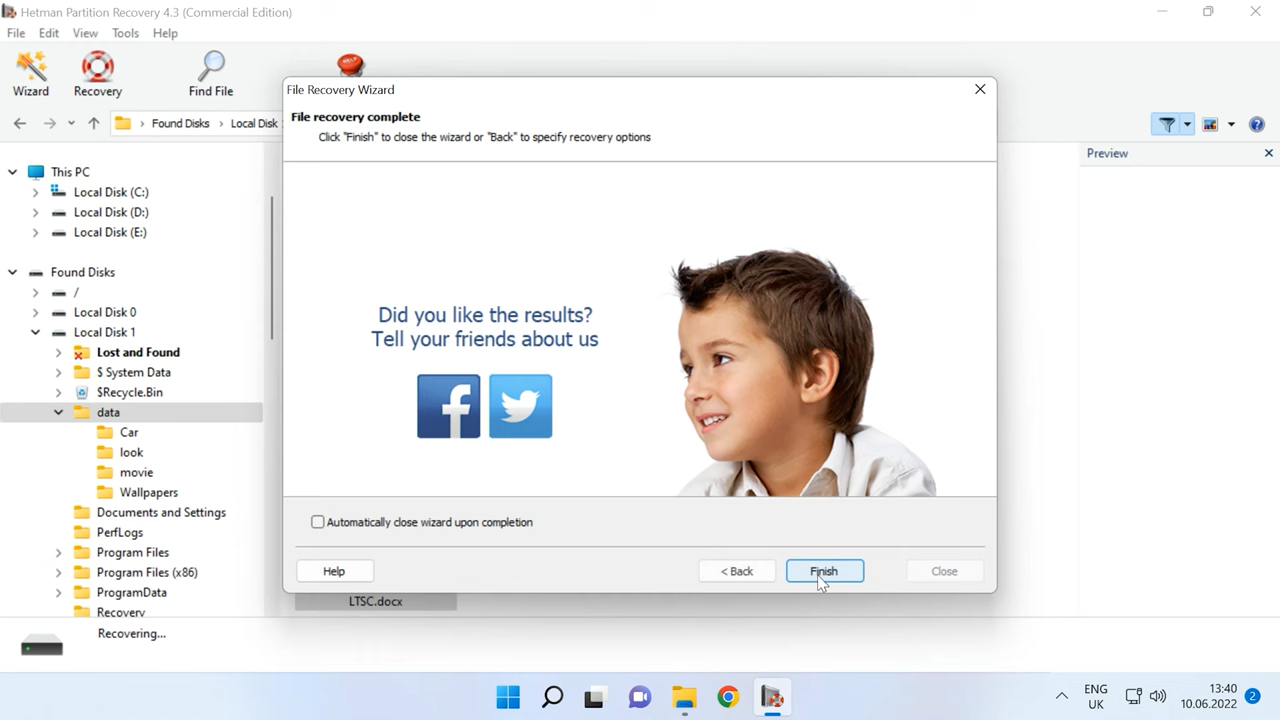 Hetman Partition Recovery 4.3 (Commercial Edition)
File Edit View Tools Help
Wizard Recovery Find File
HELP
Found Disks Local Disk
This PC
Local Disk (C:)
Local Disk (D:)
Local Disk (E:)
Found Disks
/
Local Disk 0
Local Disk 1
Lost and Found
$ System Data
$Recycle.Bin
data
Car
look
movie
Wallpapers
Documents and Settings
PerfLogs
Program Files
Program Files (x86)
ProgramData
Recovery
File Recovery Wizard
File recovery complete
Click "Finish" to close the wizard or "Back" to specify recovery options
Did you like the results?
Tell your friends about us
f
Automatically close wizard upon completion
Help < Back Finish Close
LTSC.docx
Preview
Recovering...
ENG
UK
13:40
10.06.2022
2